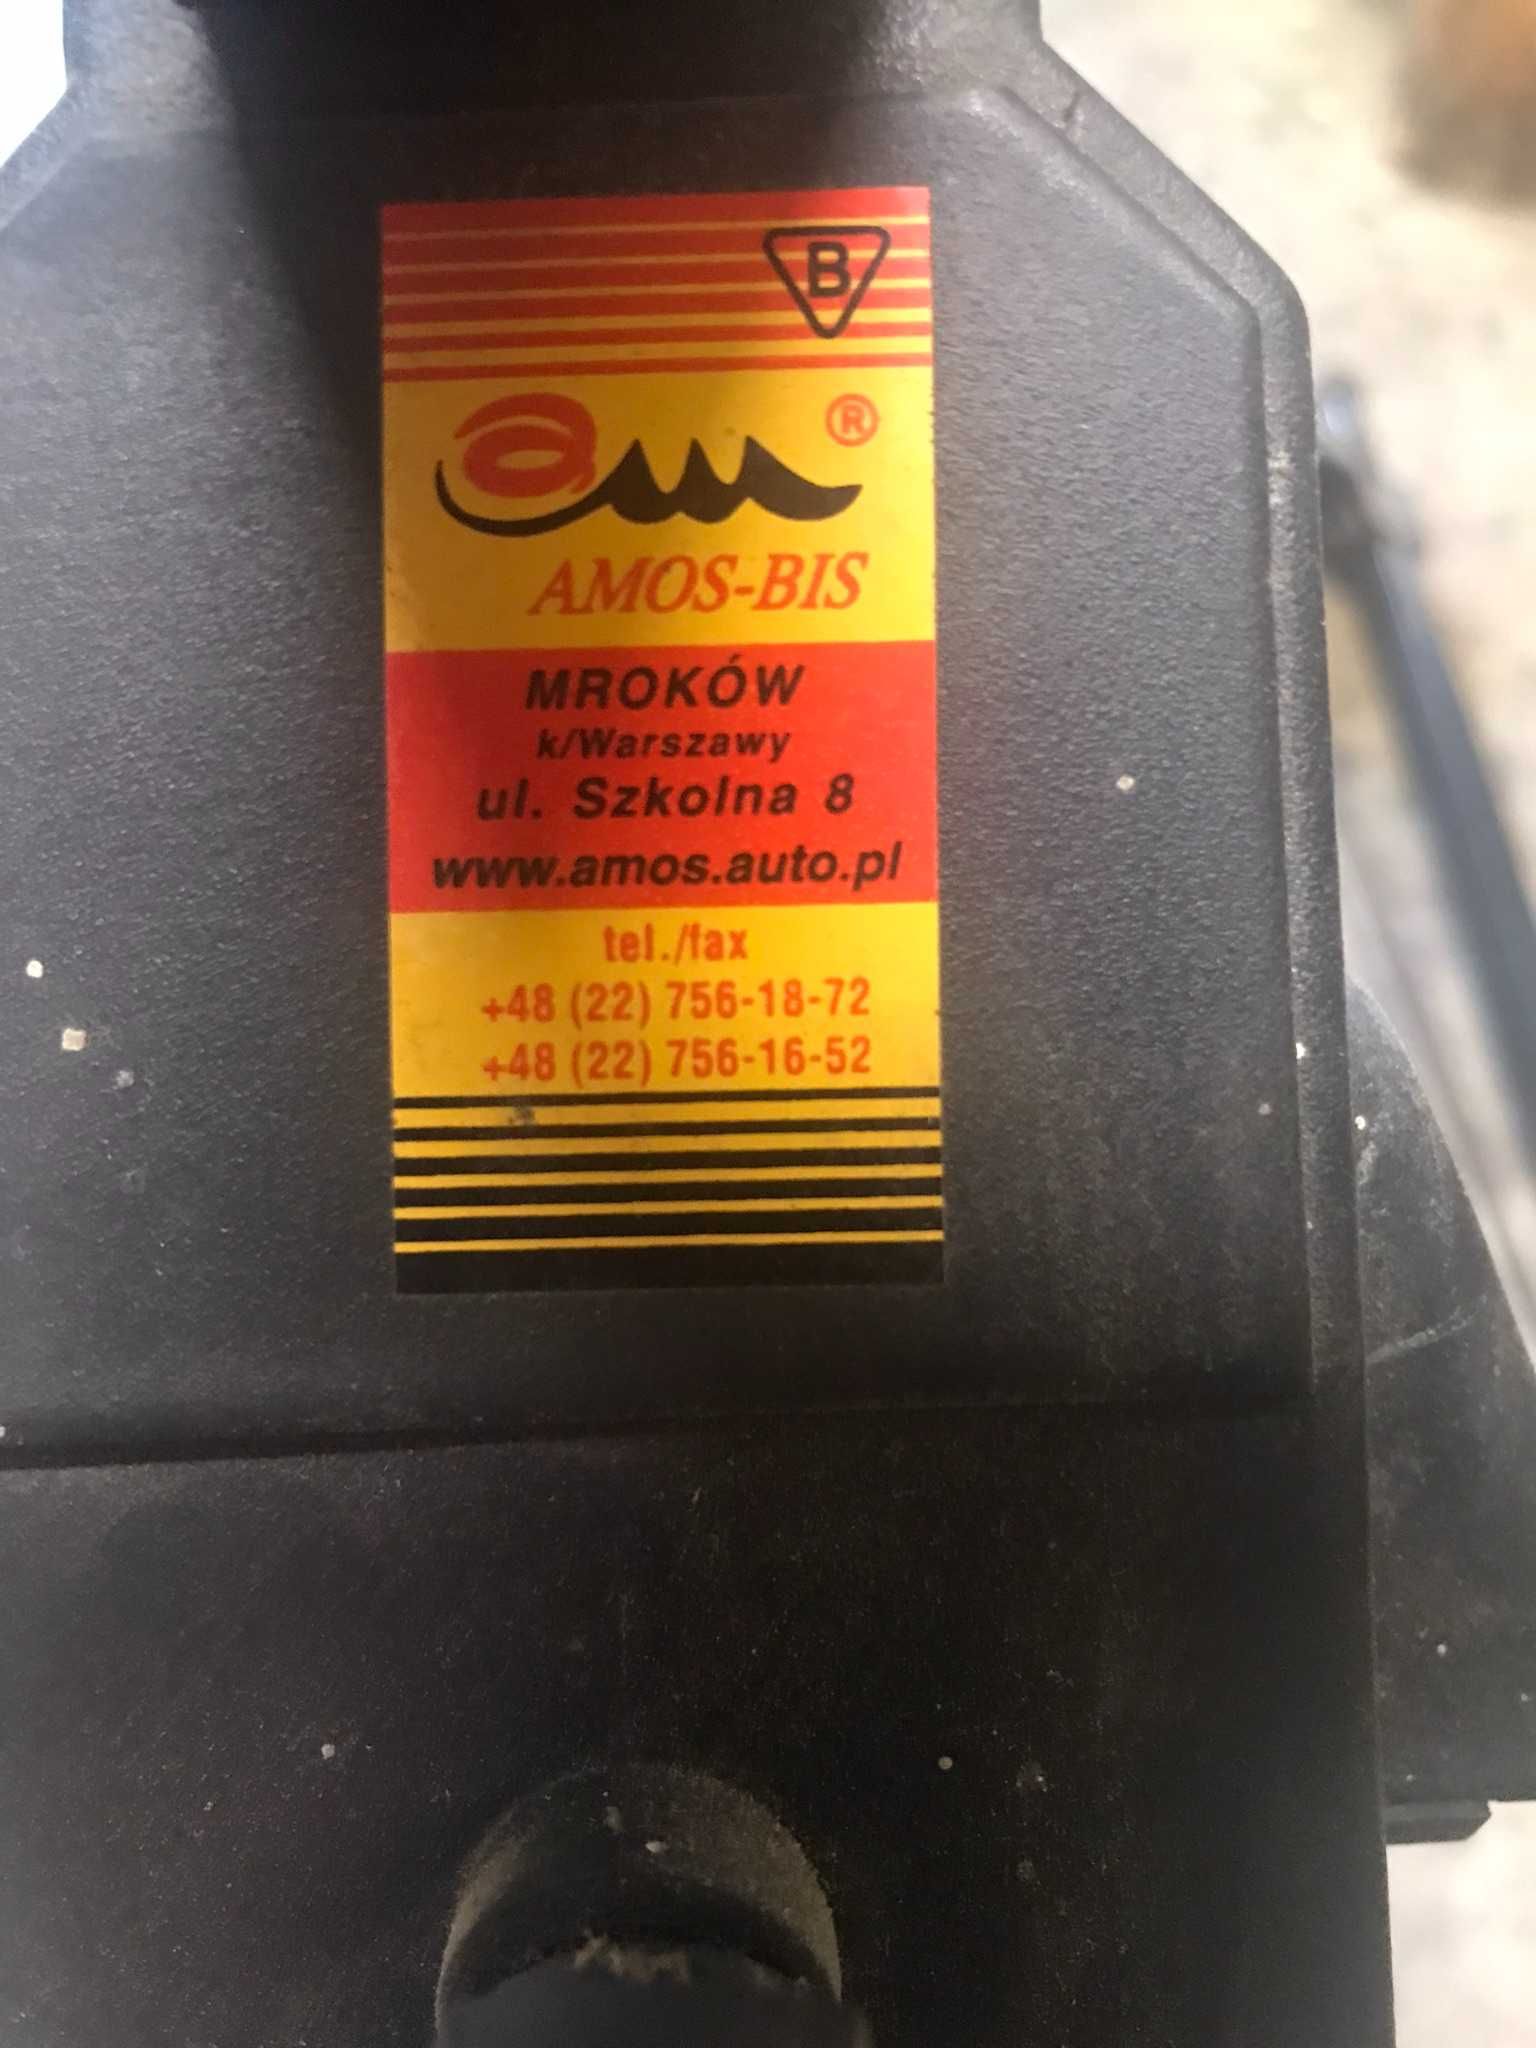 B
am®
AMOS-BIS
MROKÓW
k/Warszawy
ul. Szkolna 8
www.amos.auto.pl
tel./fax
+48 (22) 756-18-72
+48 (22) 756-16-52